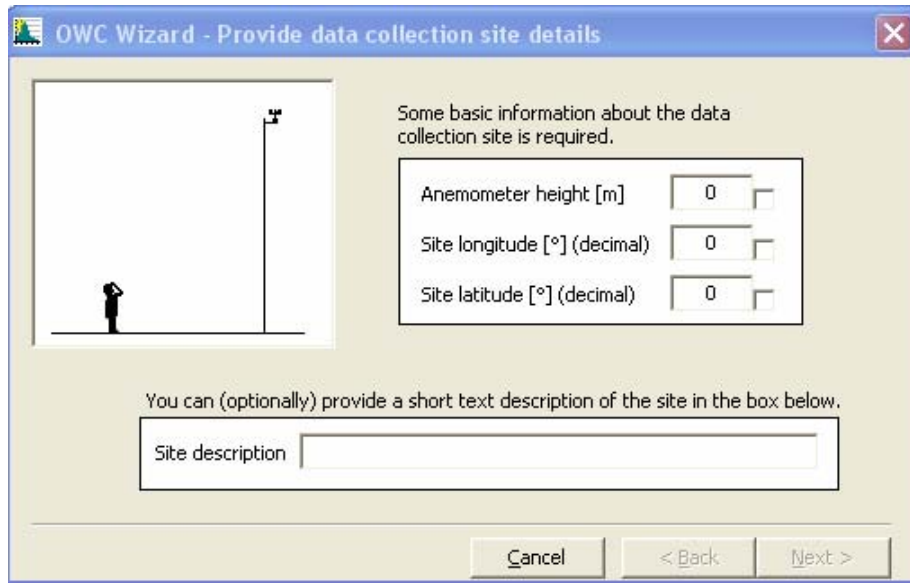 OWC Wizard - Provide data collection site details
Some basic information about the data
collection site is required.
Anemometer height [m] 0
Site longitude [°] (decimal) 0
Site latitude [°] (decimal) 0
You can (optionally) provide a short text description of the site in the box below.
Site description
Cancel < Back Next >